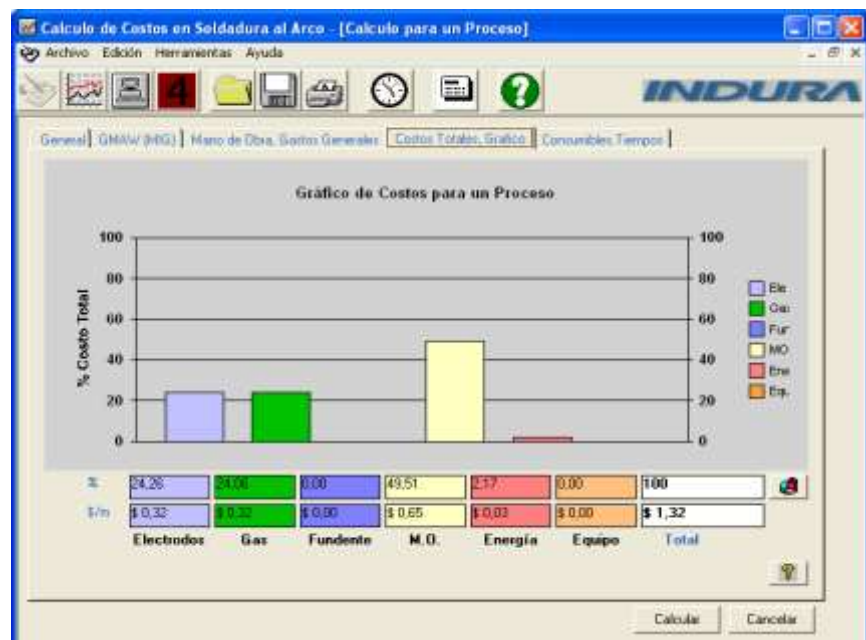 Calculo de Costos en Soldadura al Arco - [Calculo para un Proceso]
Archivo Edición Herramientas Ayuda
4
?
INDURA
General GMAW (MIG) Mano de Obra, Gastos Generales Costos Totales, Grafico Consumibles Tiempos
Gráfico de Costos para un Proceso
% Costo Total
100 100
80 80
60 60
40 40
20 20
0 0
Ele
Gas
Fun
MO
Ene
Equ.
% 24,26 24,06 0,00 49,51 2,17 0,00 100
$/m $ 0,32 $ 0,32 $ 0,00 $ 0,65 $ 0,03 $ 0,00 $ 1,32
Electrodos Gas Fundente M.O. Energía Equipo Total
?
Calcular Cancelar